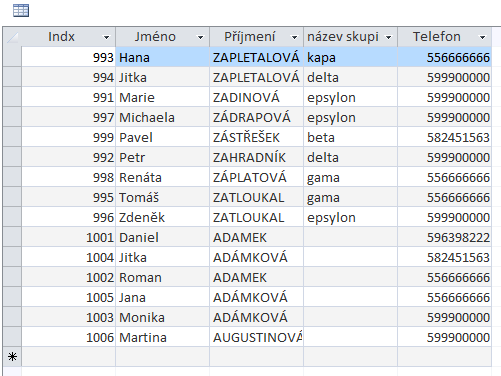 Indx Jméno Příjmení název skupi Telefon
993 Hana ZAPLETALOVÁ kapa 556666666
994 Jitka ZAPLETALOVÁ delta 599900000
991 Marie ZADINOVÁ epsylon 599900000
997 Michaela ZÁDRAPOVÁ epsylon 599900000
999 Pavel ZÁSTŘEŠEK beta 582451563
992 Petr ZAHRADNÍK delta 599900000
998 Renáta ZÁPLATOVÁ gama 556666666
995 Tomáš ZATLOUKAL gama 556666666
996 Zdeněk ZATLOUKAL epsylon 599900000
1001 Daniel ADAMEK 596398222
1004 Jitka ADÁMKOVÁ 582451563
1002 Roman ADAMEK 556666666
1005 Jana ADÁMKOVÁ 556666666
1003 Monika ADÁMKOVÁ 599900000
1006 Martina AUGUSTINOVÁ 599900000